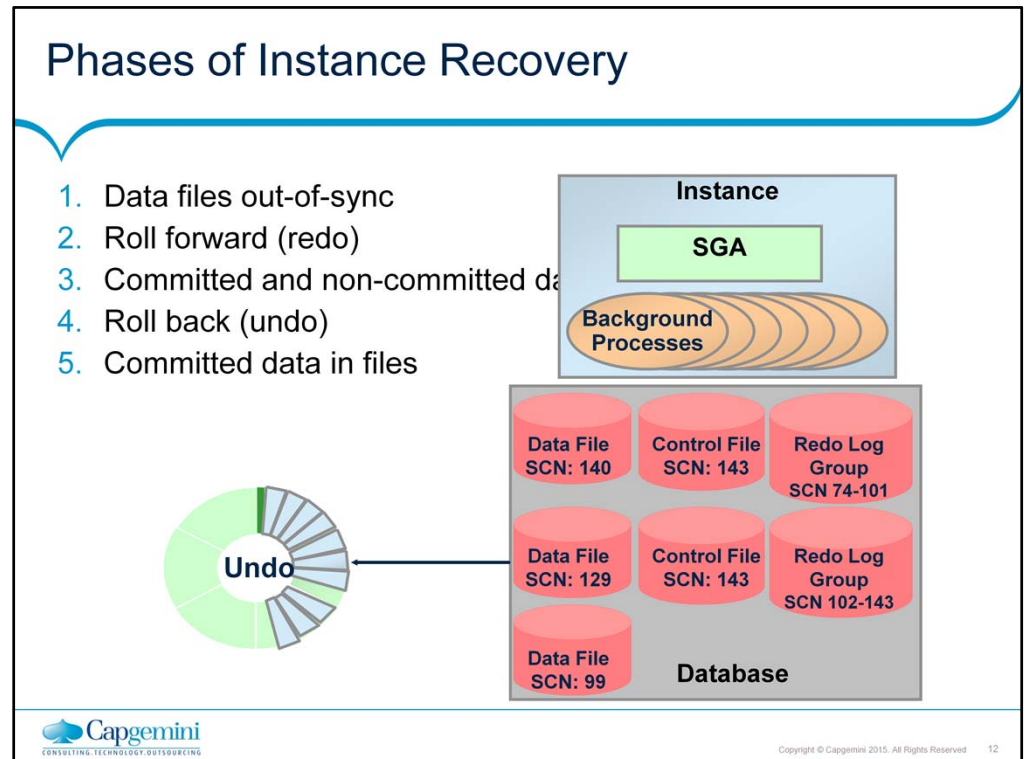 Phases of Instance Recovery
1. Data files out-of-sync
2. Roll forward (redo)
3. Committed and non-committed da
4. Roll back (undo)
5. Committed data in files
Instance
SGA
Background
Processes
Data File
SCN: 140
Control File
SCN: 143
Redo Log
Group
SCN 74-101
Data File
SCN: 129
Control File
SCN: 143
Redo Log
Group
SCN 102-143
Data File
SCN: 99
Database
Undo
Capgemini
CONSULTING.TECHNOLOGY.OUTSOURCING
Copyright © Capgemini 2015. All Rights Reserved 12